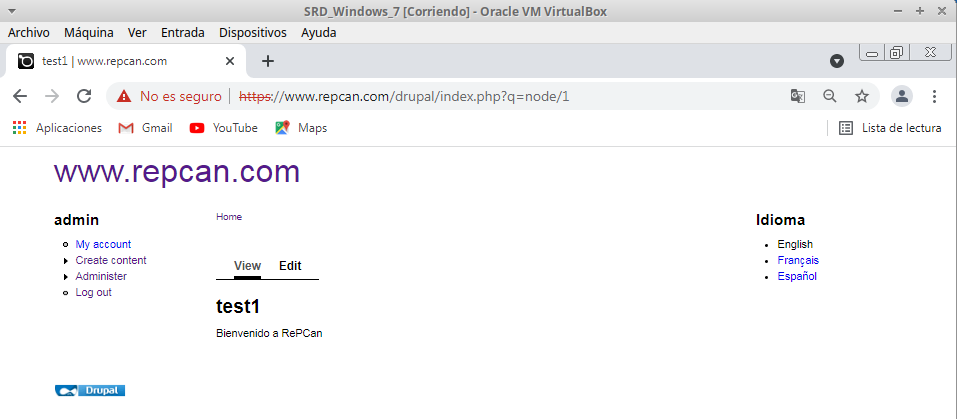 SRD_Windows_7 [Corriendo] - Oracle VM VirtualBox
Archivo Máquina Ver Entrada Dispositivos Ayuda
test1 | www.repcan.com
No es seguro | https://www.repcan.com/drupal/index.php?q=node/1
Aplicaciones Gmail YouTube Maps Lista de lectura
www.repcan.com
admin
My account
Create content
Administer
Log out
Home
View Edit
test1
Bienvenido a RePCan
Idioma
English
Français
Español
Drupal